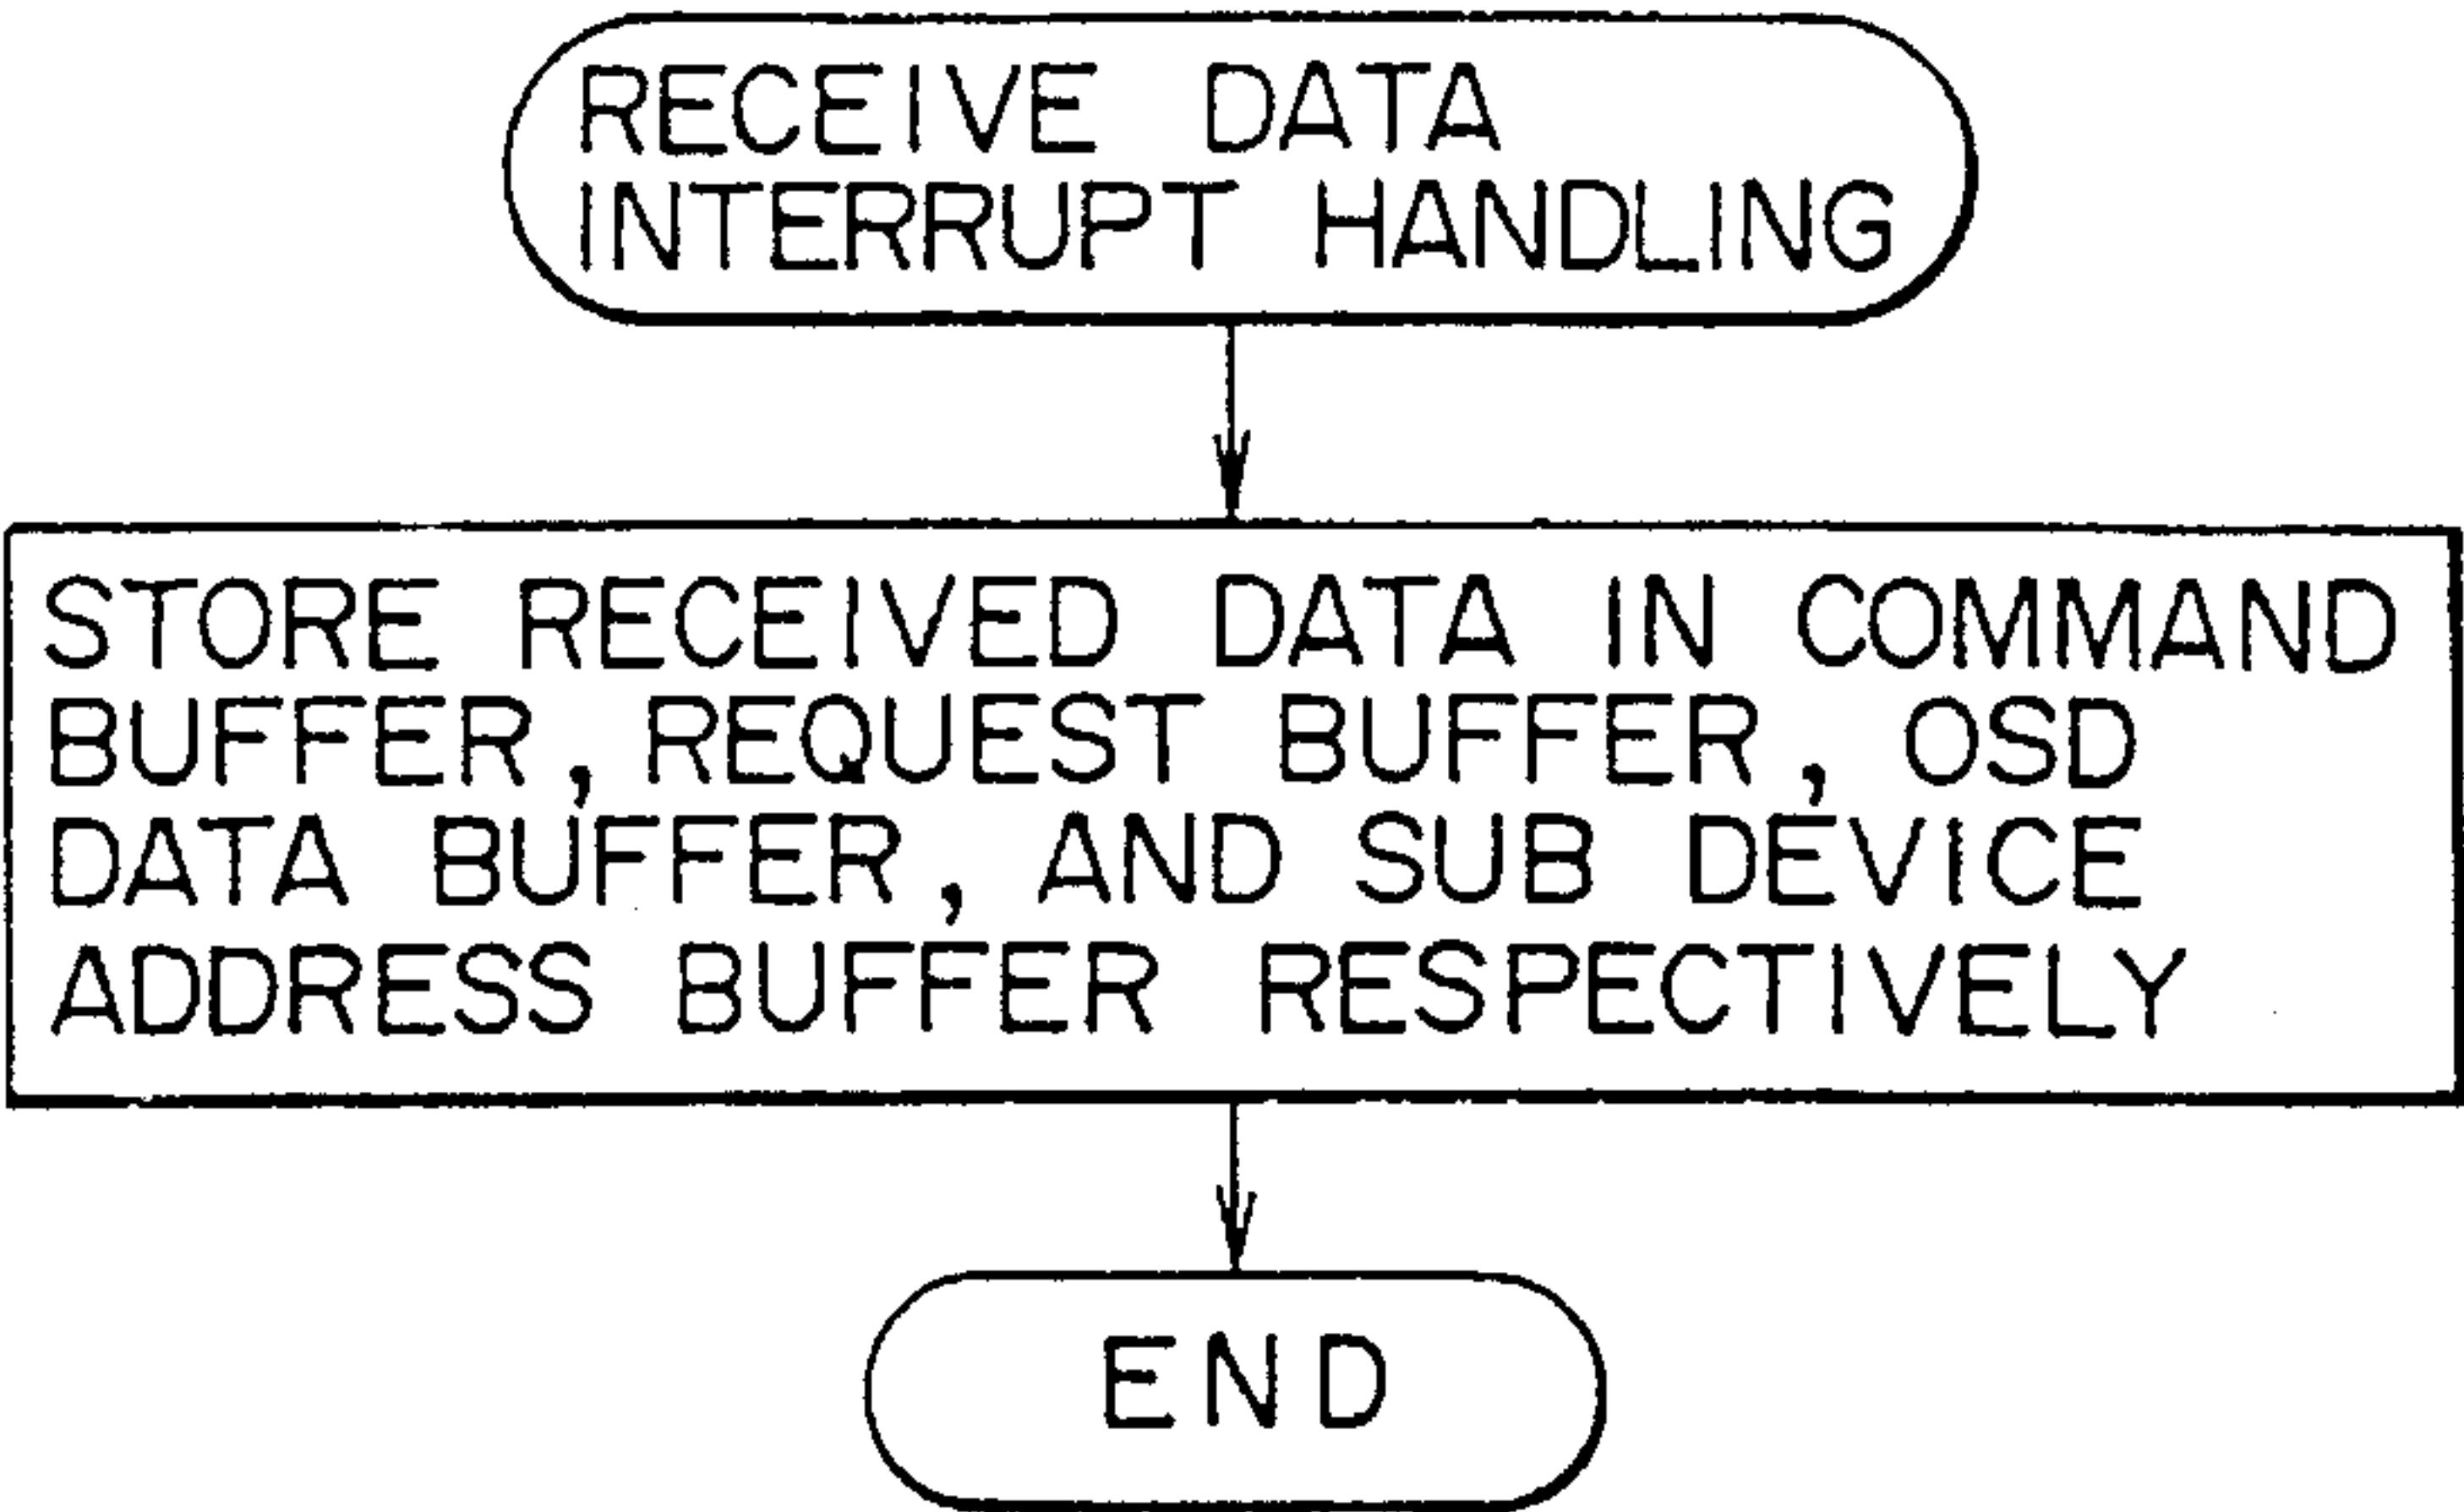 RECEIVE DATA
INTERRUPT HANDLING
STORE RECEIVED DATA IN COMMAND
BUFFER, REQUEST BUFFER, OSD
DATA BUFFER, AND SUB DEVICE
ADDRESS BUFFER RESPECTIVELY
END